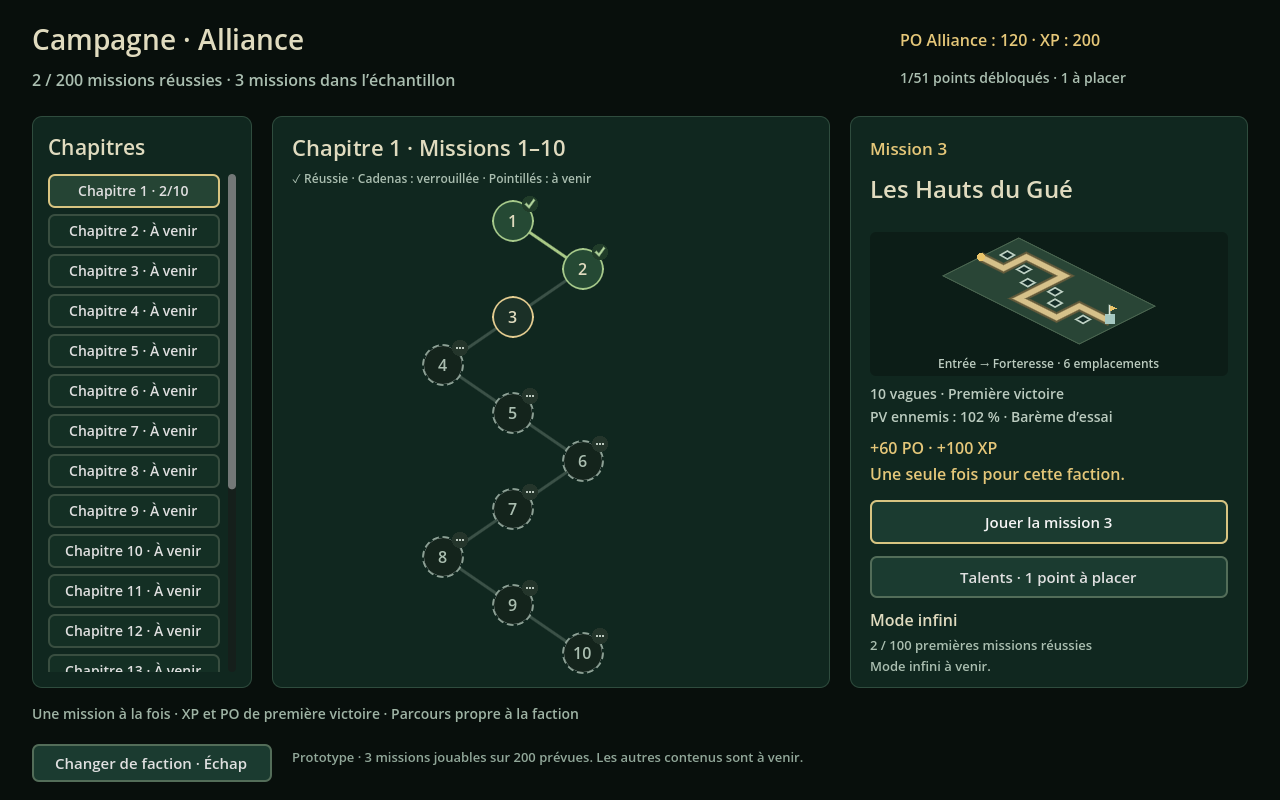 Campagne · Alliance
2 / 200 missions réussies · 3 missions dans l’échantillon
PO Alliance : 120 · XP : 200
1/51 points débloqués · 1 à placer
Chapitres
Chapitre 1 · 2/10
Chapitre 2 · À venir
Chapitre 3 · À venir
Chapitre 4 · À venir
Chapitre 5 · À venir
Chapitre 6 · À venir
Chapitre 7 · À venir
Chapitre 8 · À venir
Chapitre 9 · À venir
Chapitre 10 · À venir
Chapitre 11 · À venir
Chapitre 12 · À venir
Chapitre 13 · À venir
Chapitre 1 · Missions 1–10
✓ Réussie · Cadenas : verrouillée · Pointillés : à venir
1
2
3
4
5
6
7
8
9
10
Mission 3
Les Hauts du Gué
Entrée → Forteresse · 6 emplacements
10 vagues · Première victoire
PV ennemis : 102 % · Barème d’essai
+60 PO · +100 XP
Une seule fois pour cette faction.
Jouer la mission 3
Talents · 1 point à placer
Mode infini
2 / 100 premières missions réussies
Mode infini à venir.
Une mission à la fois · XP et PO de première victoire · Parcours propre à la faction
Changer de faction · Échap
Prototype · 3 missions jouables sur 200 prévues. Les autres contenus sont à venir.